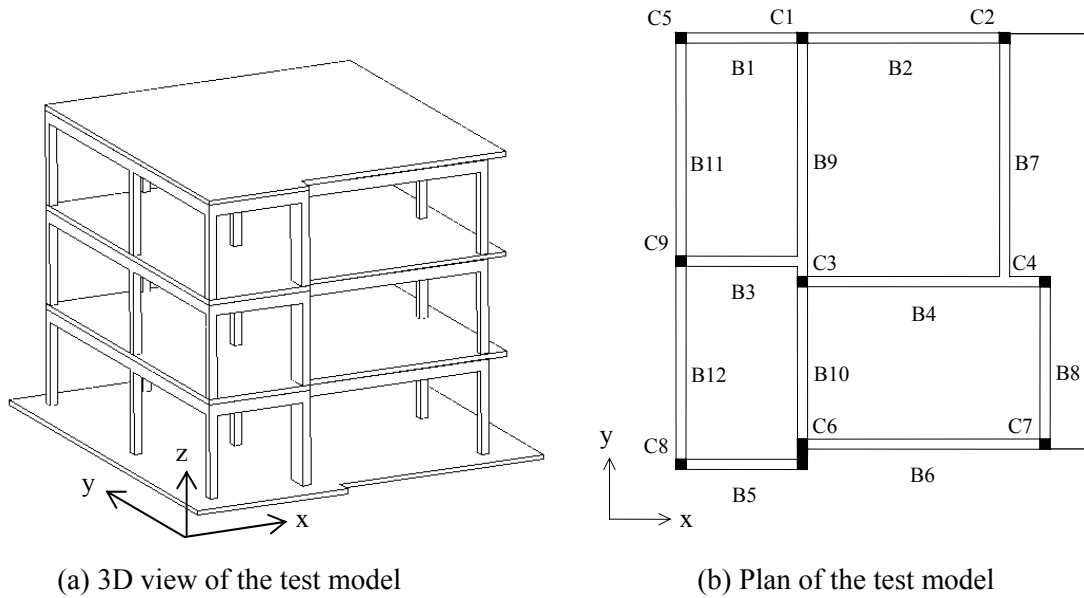 z
y
x
(a) 3D view of the test model
C5 C1 C2
B1 B2
B11 B9 B7
C9
C3 C4
B3
B4
B12 B10 B8
C6 C7
C8
B5 B6
y
x
(b) Plan of the test model